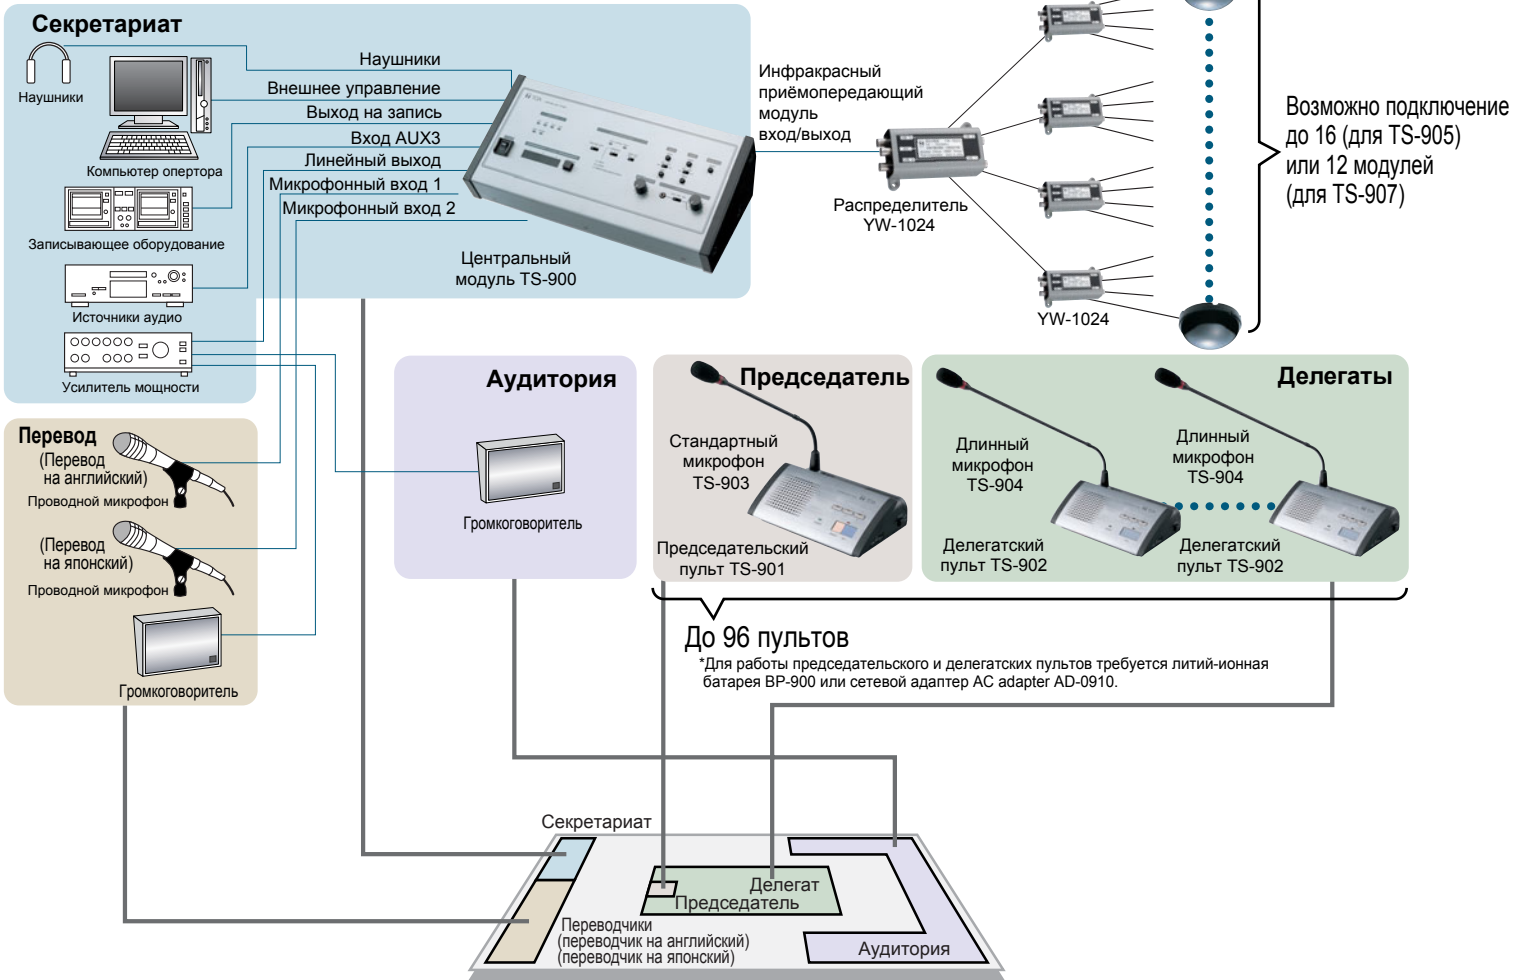 Секретариат
Наушники
Компьютер опертора
Записывающее оборудование
Источники аудио
Усилитель мощности
Наушники
Внешнее управление
Выход на запись
Вход AUX3
Линейный выход
Микрофонный вход 1
Микрофонный вход 2
Центральный
модуль TS-900
Инфракрасный
приёмопередающий
модуль
вход/выход
Распределитель
YW-1024
YW-1024
Возможно подключение
до 16 (для TS-905)
или 12 модулей
(для TS-907)
Перевод
(Перевод
на английский)
Проводной микрофон
(Перевод
на японский)
Проводной микрофон
Громкоговоритель
Аудитория
Громкоговоритель
Председатель
Стандартный
микрофон
TS-903
Председательский
пульт TS-901
Делегаты
Длинный
микрофон
TS-904
Делегатский
пульт TS-902
Длинный
микрофон
TS-904
Делегатский
пульт TS-902
До 96 пультов
*Для работы председательского и делегатских пультов требуется литий-ионная
батарея BP-900 или сетевой адаптер AC adapter AD-0910.
Секретариат
Делегат
Председатель
Переводчики
(переводчик на английский)
(переводчик на японский)
Аудитория